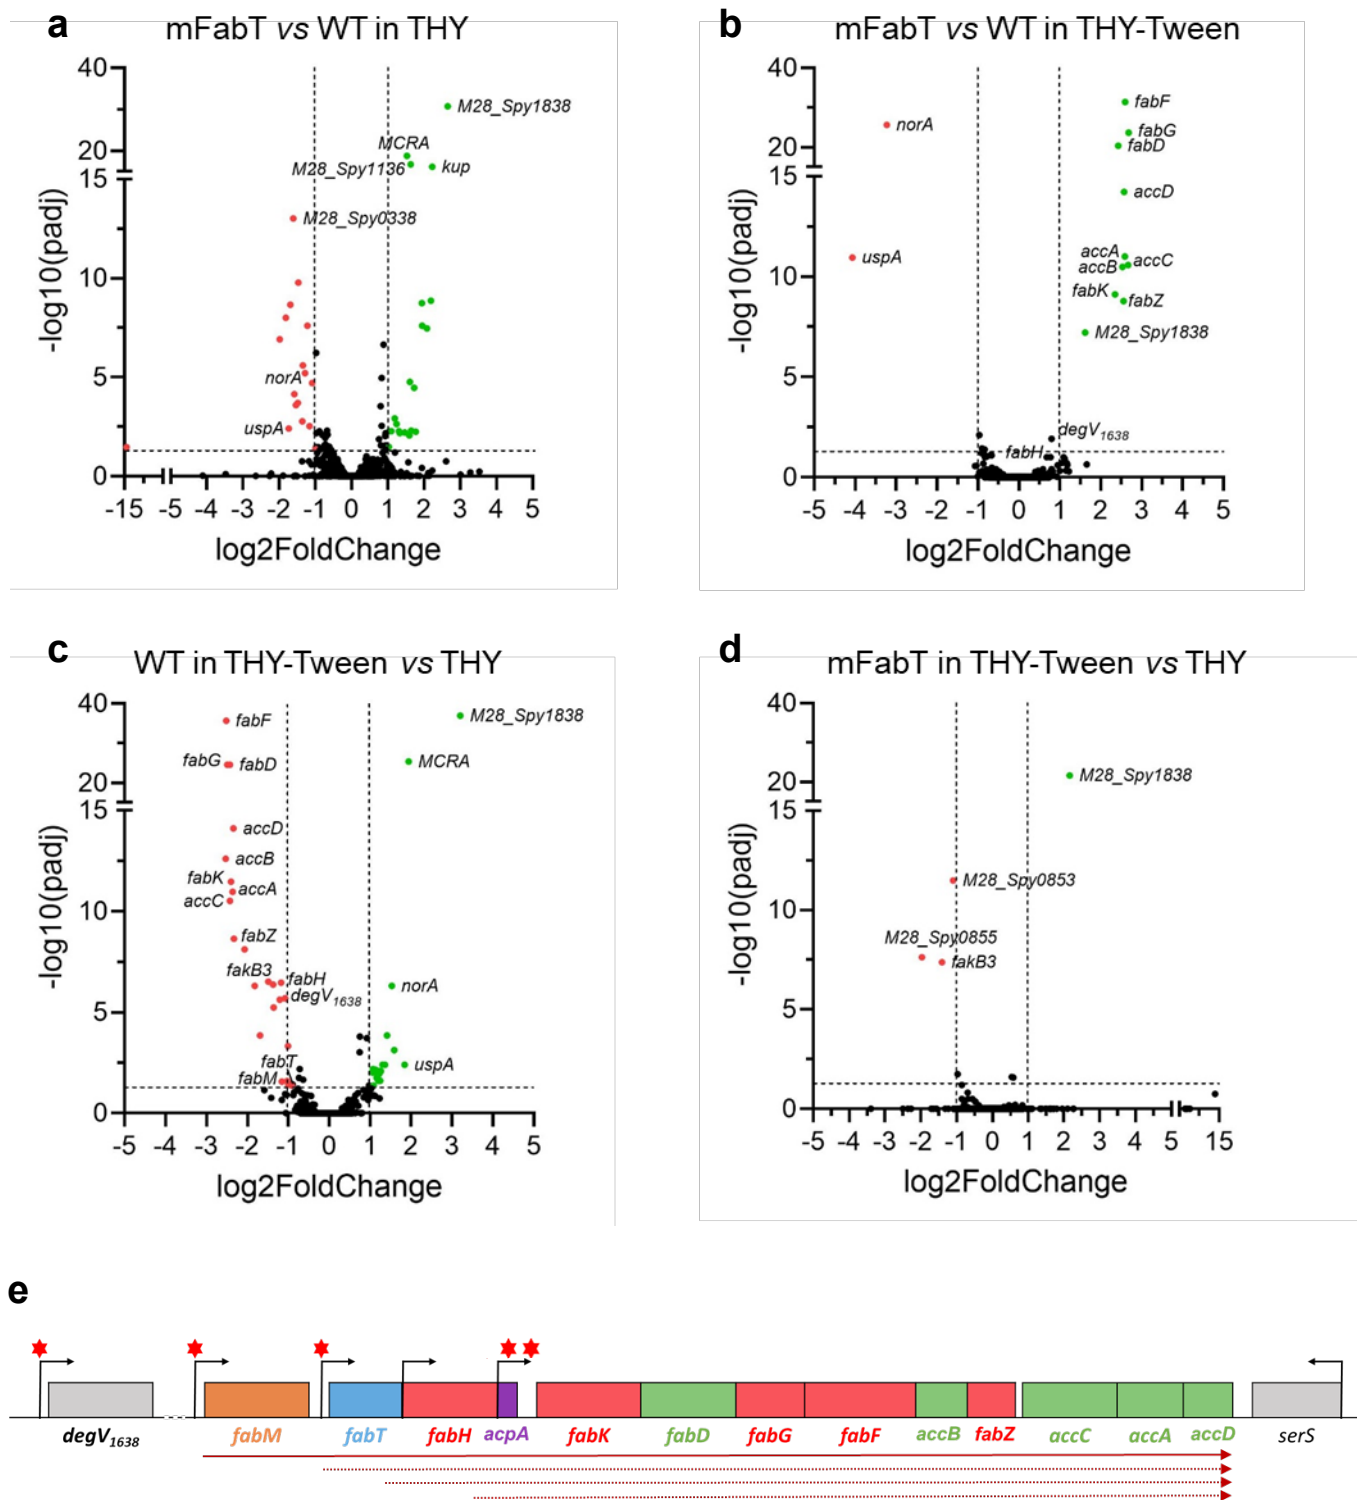 a
mFabT vs WT in THY
40
20
15
10
5
0
-log10(padj)
M28_Spy1838
MCRA
M28_Spy1136
kup
M28_Spy0338
norA
uspA
-15 -5 -4 -3 -2 -1 0 1 2 3 4 5
log2FoldChange
b
mFabT vs WT in THY-Tween
40
20
15
10
5
0
-log10(padj)
norA
fabF
fabG
fabD
accD
uspA
accA
accC
accB
fabK
fabZ
M28_Spy1838
degV1638
fabH
-5 -4 -3 -2 -1 0 1 2 3 4 5
log2FoldChange
c
WT in THY-Tween vs THY
40
20
15
10
5
0
-log10(padj)
fabF
M28_Spy1838
fabG
fabD
MCRA
accD
accB
fabK
accA
accC
fabZ
fakB3
fabH
norA
degV1638
fabT
uspA
fabM
-5 -4 -3 -2 -1 0 1 2 3 4 5
log2FoldChange
d
mFabT in THY-Tween vs THY
40
20
15
10
5
0
-log10(padj)
M28_Spy1838
M28_Spy0853
M28_Spy0855
fakB3
-5 -4 -3 -2 -1 0 1 2 3 4 5 15
log2FoldChange
e
degV1638 fabM fabT fabH acpA fabK fabD fabG fabF accB fabZ accC accA accD serS